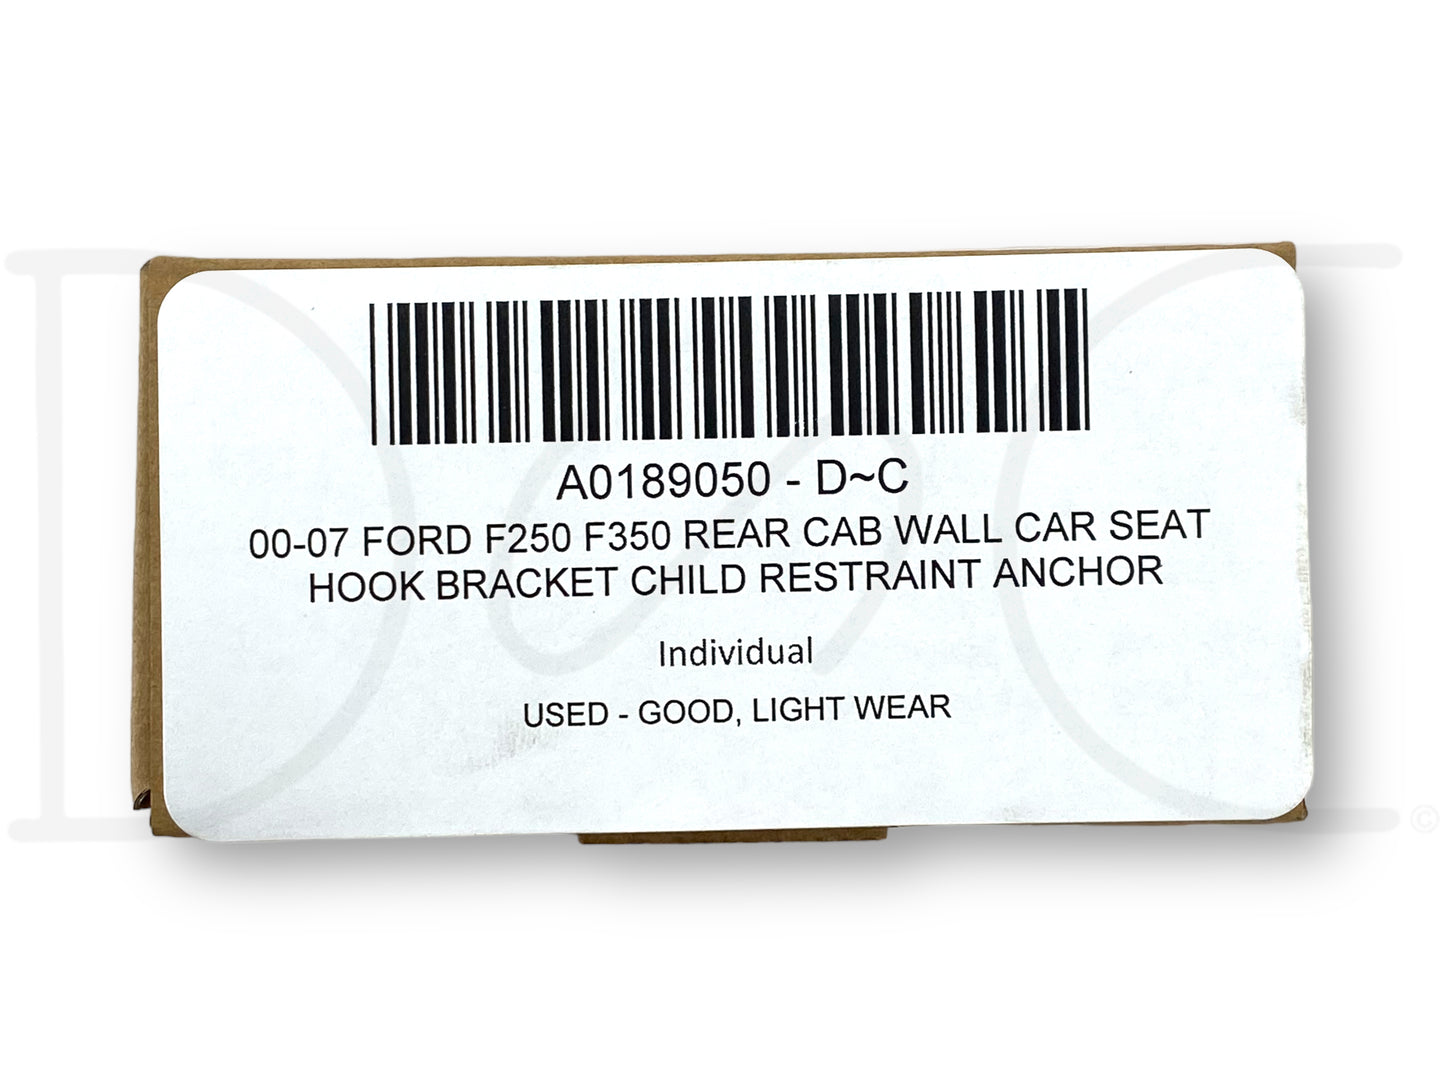 A0189050 - D~C
00-07 FORD F250 F350 REAR CAB WALL CAR SEAT
HOOK BRACKET CHILD RESTRAINT ANCHOR
Individual
USED - GOOD, LIGHT WEAR
©